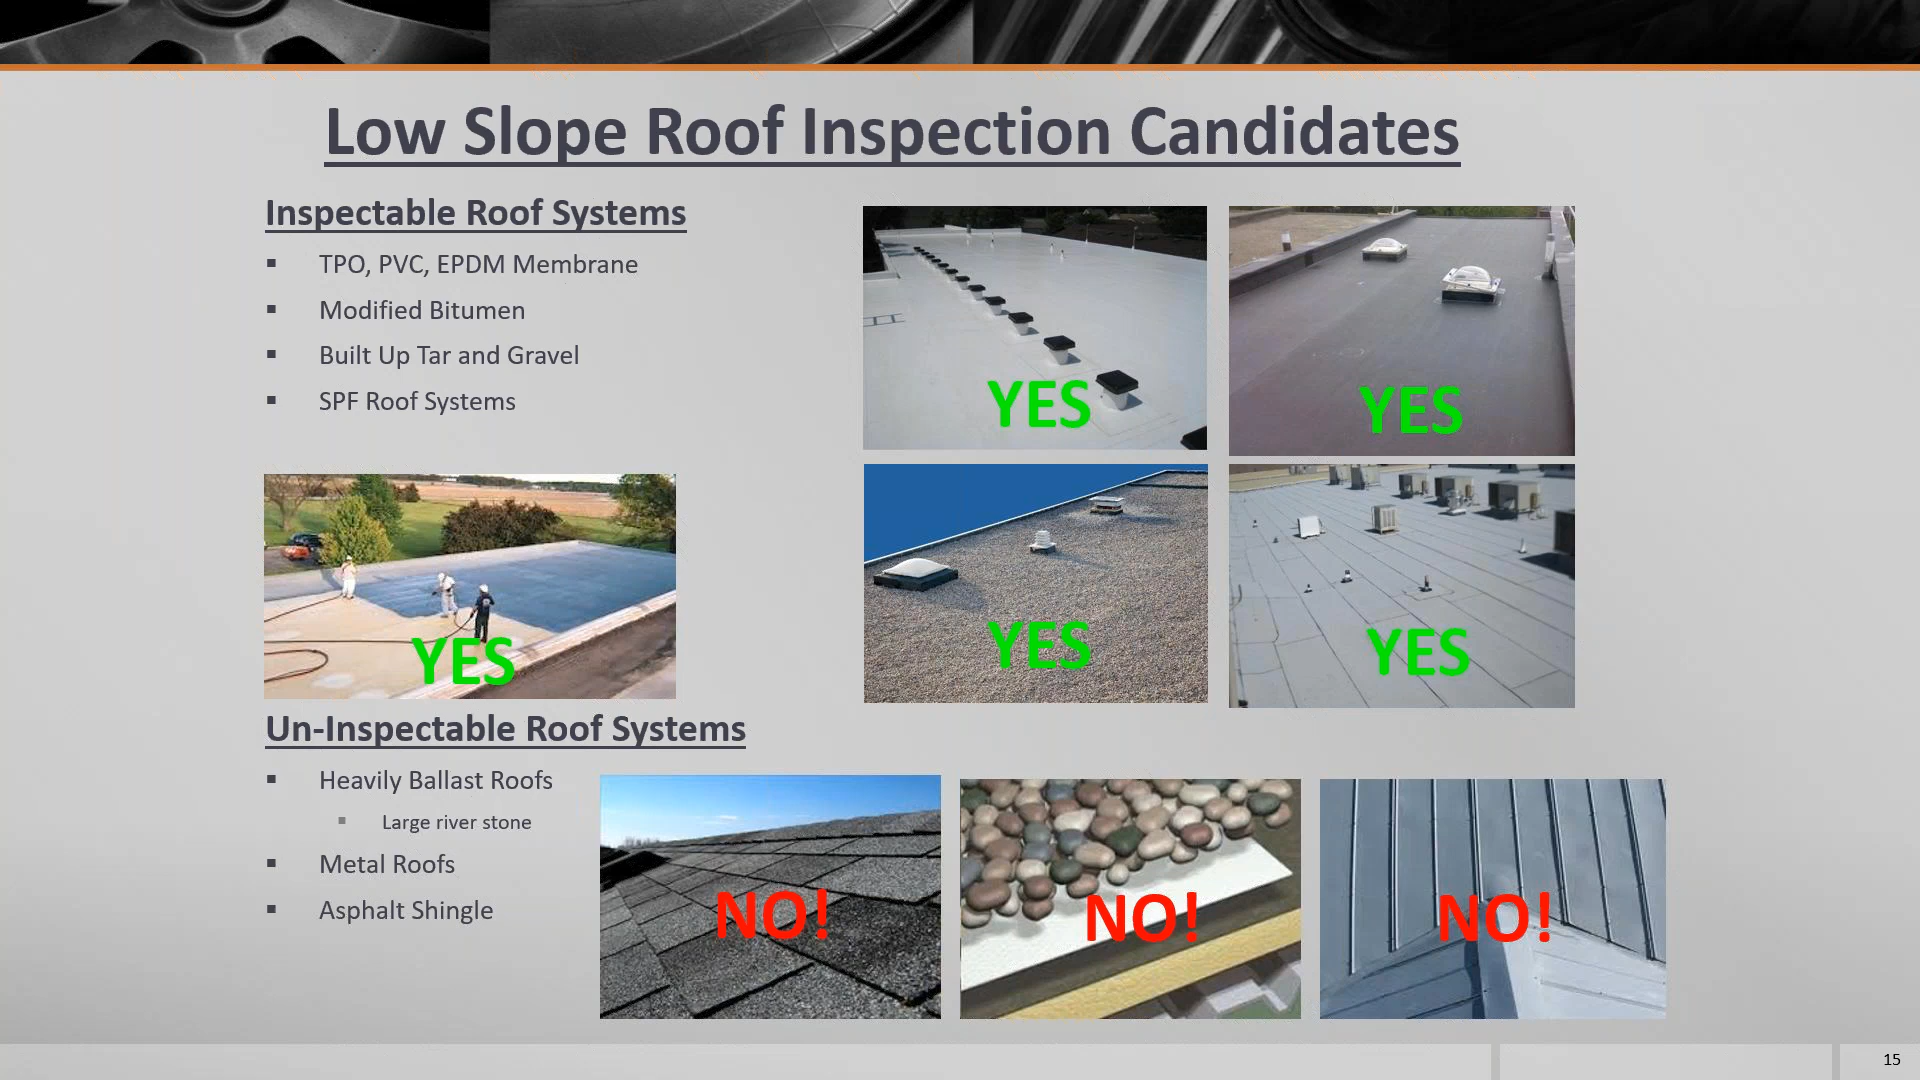 Low Slope Roof Inspection Candidates
Inspectable Roof Systems
▪ TPO, PVC, EPDM Membrane
▪ Modified Bitumen
▪ Built Up Tar and Gravel
▪ SPF Roof Systems
YES
YES
YES
YES
YES
Un-Inspectable Roof Systems
▪ Heavily Ballast Roofs
▪ Large river stone
▪ Metal Roofs
▪ Asphalt Shingle
NO!
NO!
NO!
15